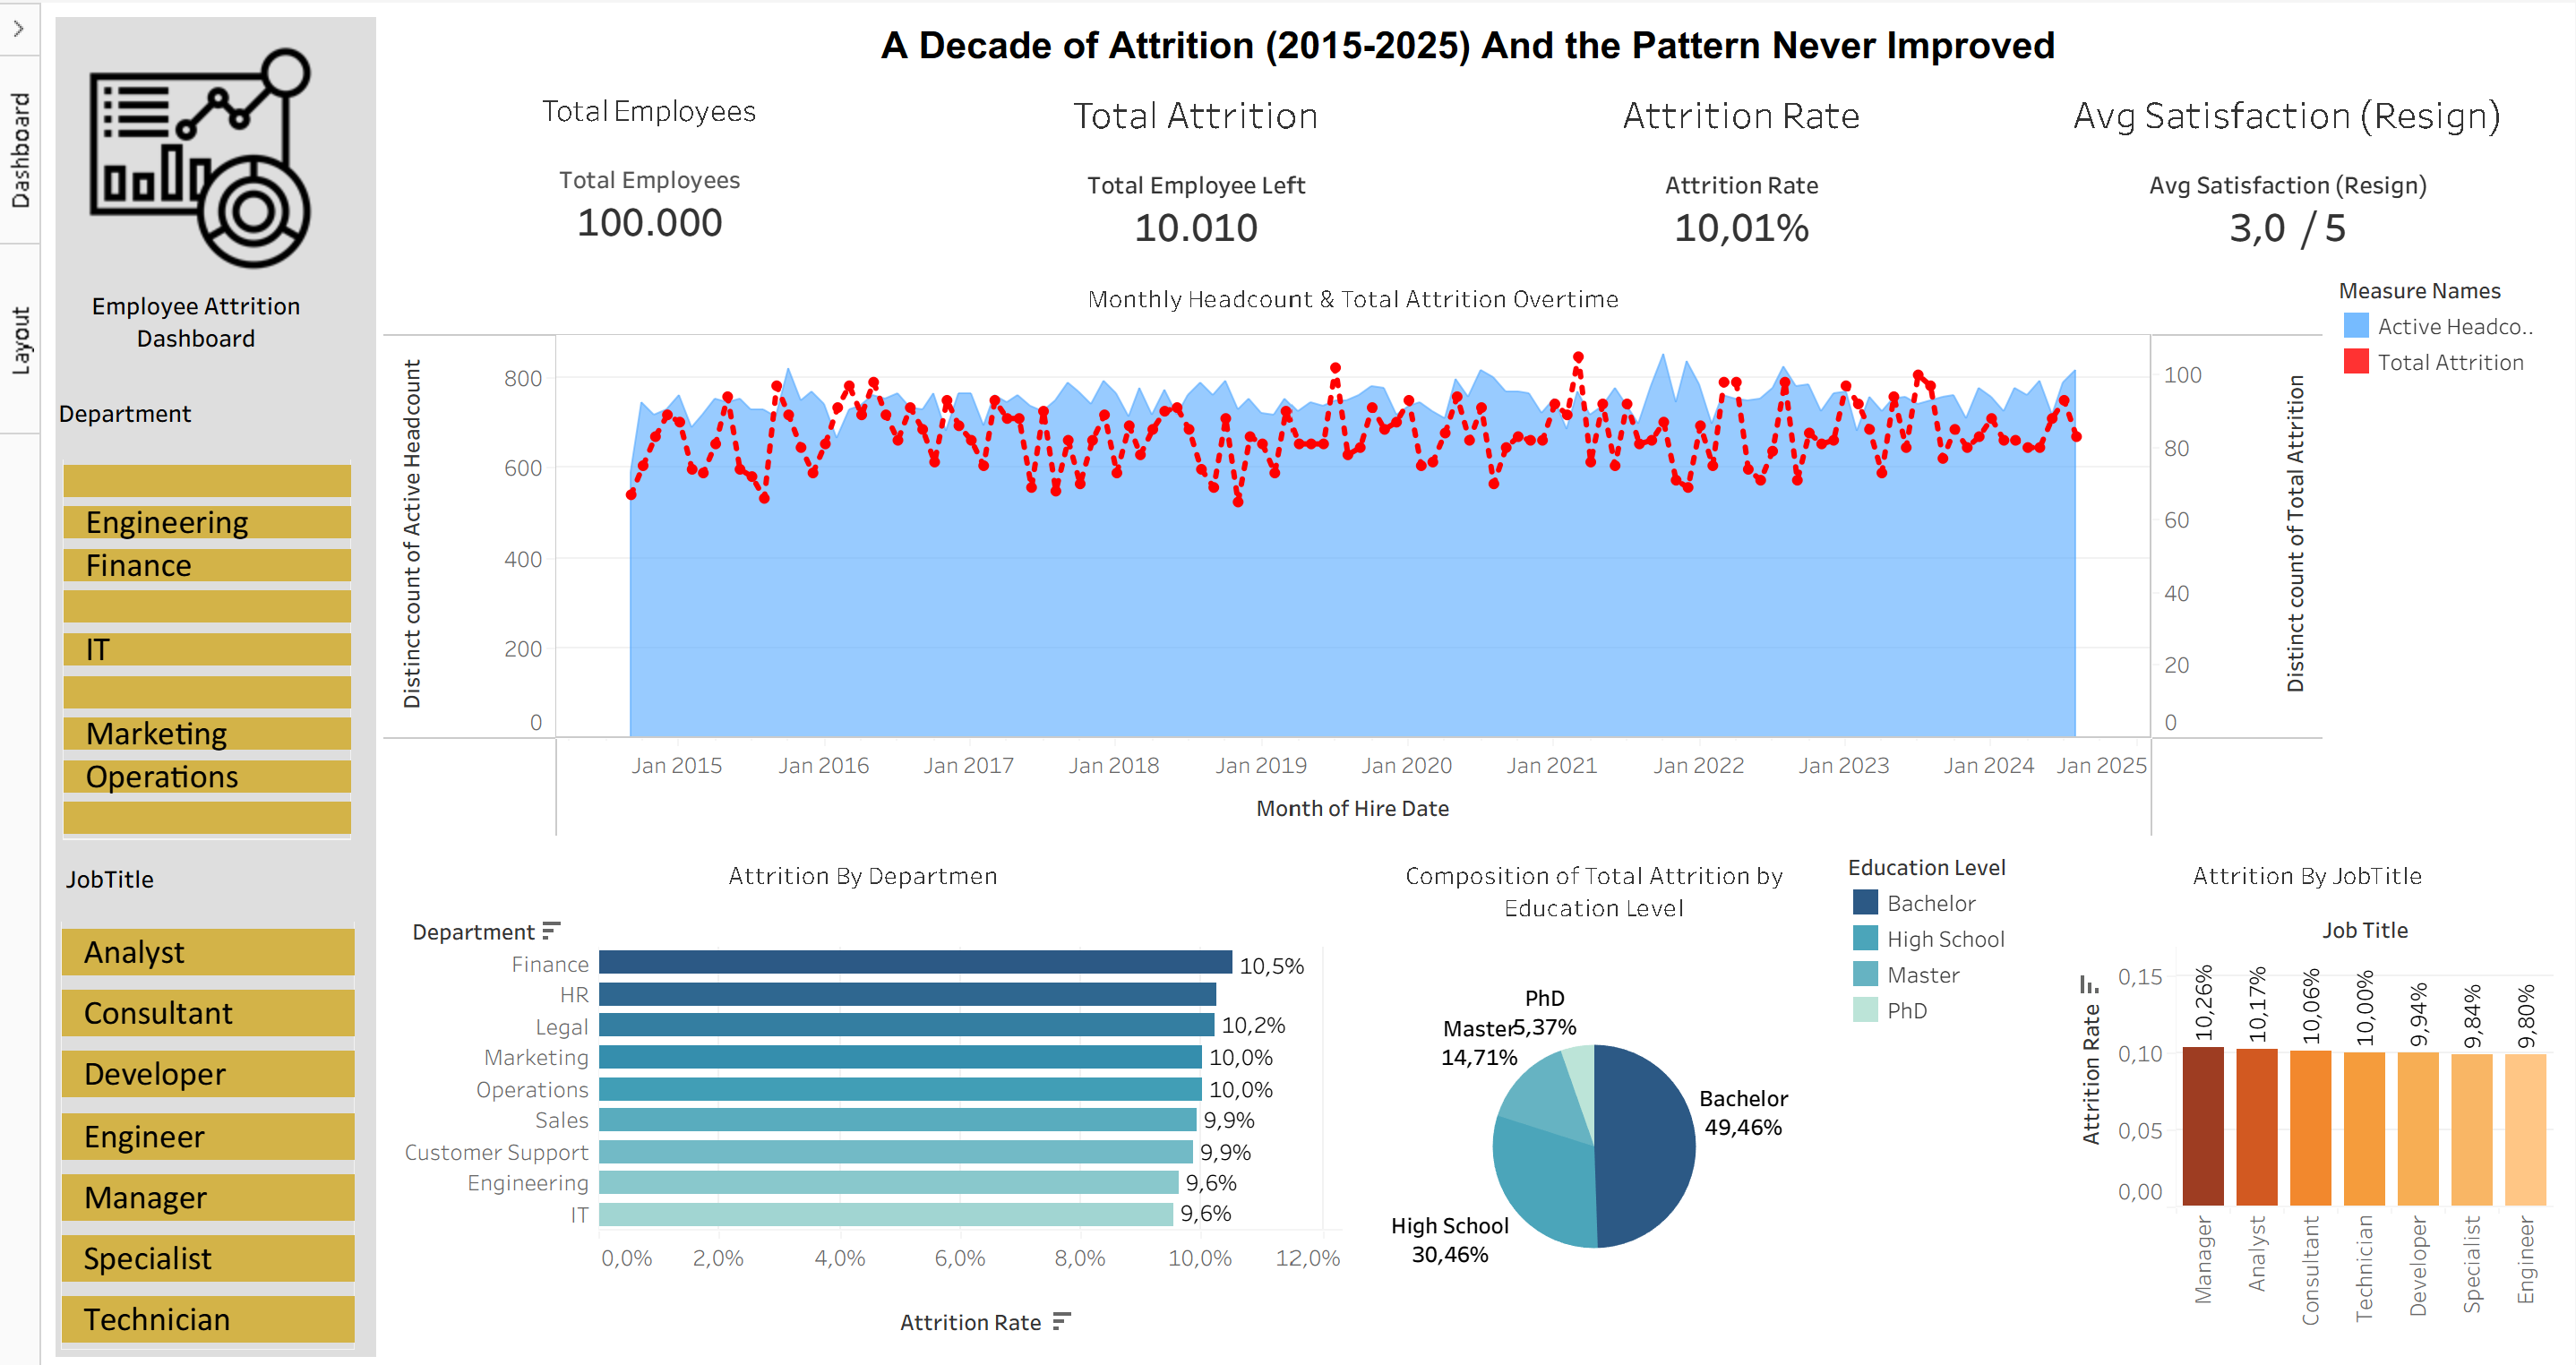 A Decade of Attrition (2015-2025) And the Pattern Never Improved
Dashboard
Layout
Employee Attrition
Dashboard
Department
Engineering
Finance
IT
Marketing
Operations
JobTitle
Analyst
Consultant
Developer
Engineer
Manager
Specialist
Technician
Total Employees
Total Employees
100.000
Total Attrition
Total Employee Left
10.010
Attrition Rate
Attrition Rate
10,01%
Avg Satisfaction (Resign)
Avg Satisfaction (Resign)
3,0 / 5
Monthly Headcount & Total Attrition Overtime
Measure Names
Active Headco..
Total Attrition
Distinct count of Active Headcount
800
600
400
200
0
Distinct count of Total Attrition
100
80
60
40
20
0
Jan 2015
Jan 2016
Jan 2017
Jan 2018
Jan 2019
Jan 2020
Jan 2021
Jan 2022
Jan 2023
Jan 2024
Jan 2025
Month of Hire Date
Attrition By Departmen
Department
Finance
10,5%
HR
Legal
10,2%
Marketing
10,0%
Operations
10,0%
Sales
9,9%
Customer Support
9,9%
Engineering
9,6%
IT
9,6%
0,0%
2,0%
4,0%
6,0%
8,0%
10,0%
12,0%
Attrition Rate
Composition of Total Attrition by
Education Level
PhD
5,37%
Master
14,71%
Bachelor
49,46%
High School
30,46%
Education Level
Bachelor
High School
Master
PhD
Attrition By JobTitle
Job Title
Attrition Rate
0,15
0,10
0,05
0,00
10,26%
10,17%
10,06%
10,00%
9,94%
9,84%
9,80%
Manager
Analyst
Consultant
Technician
Developer
Specialist
Engineer